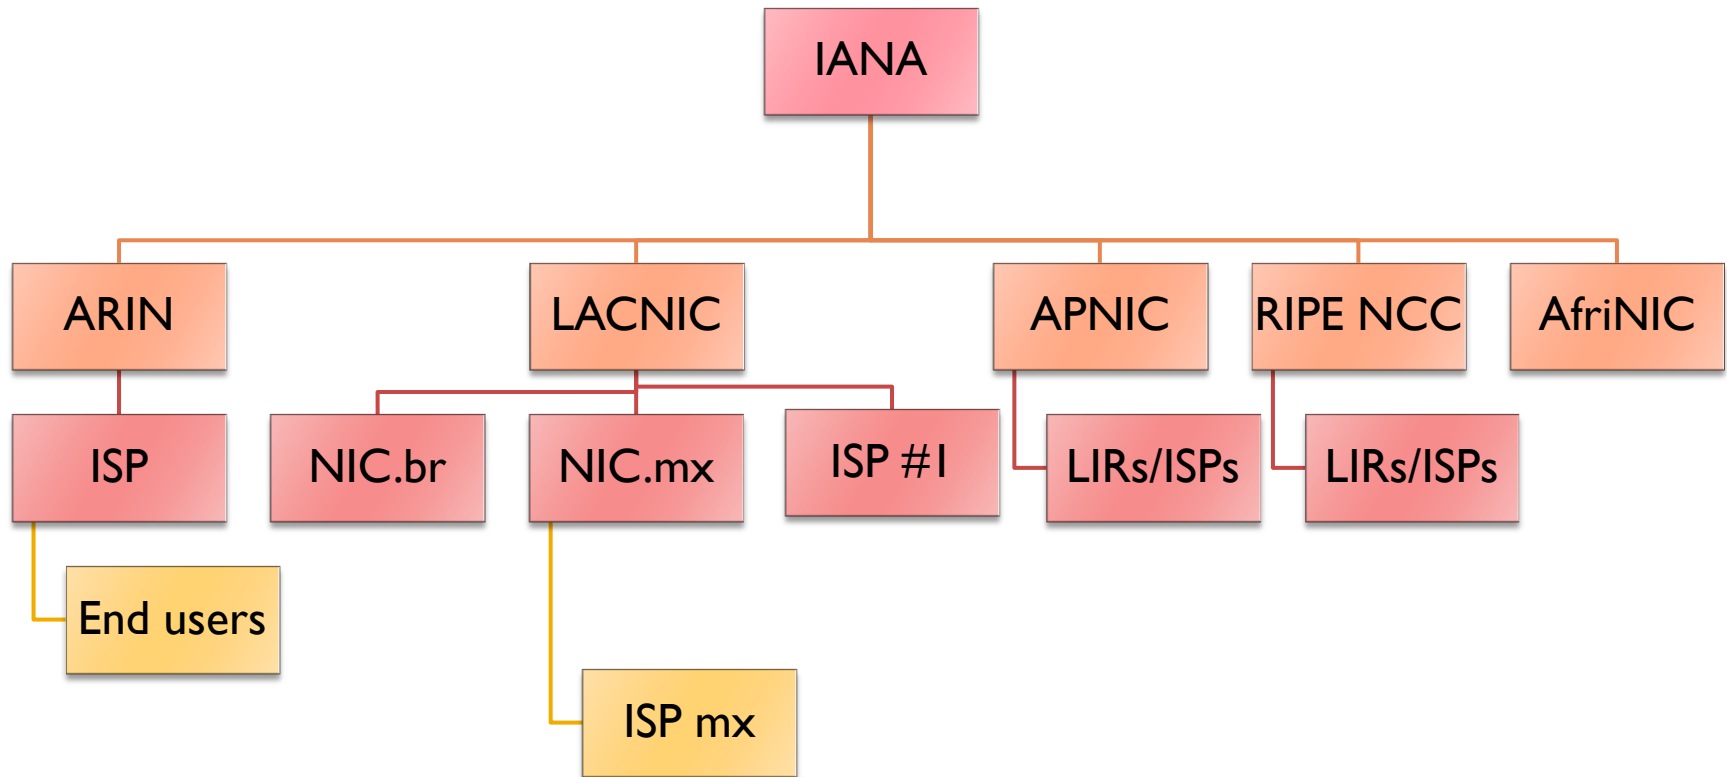 IANA
ARIN
LACNIC
APNIC
RIPE NCC
AfriNIC
ISP
NIC.br
NIC.mx
ISP #1
LIRs/ISPs
LIRs/ISPs
End users
ISP mx